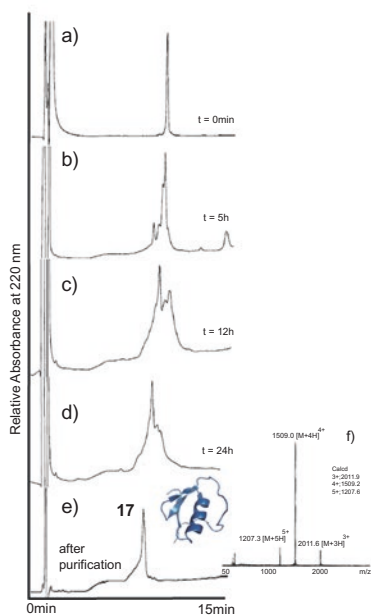 Relative Absorbance at 220 nm
a)
t = 0min
b)
t = 5h
c)
t = 12h
d)
t = 24h
e)
17
after
purification
0min
15min
f)
1509.0 [M+4H]4+
Calcd
3+;2011.9
4+;1509.2
5+;1207.6
1207.3 [M+5H]5+
2011.6 [M+3H]3+
50
1000
2000